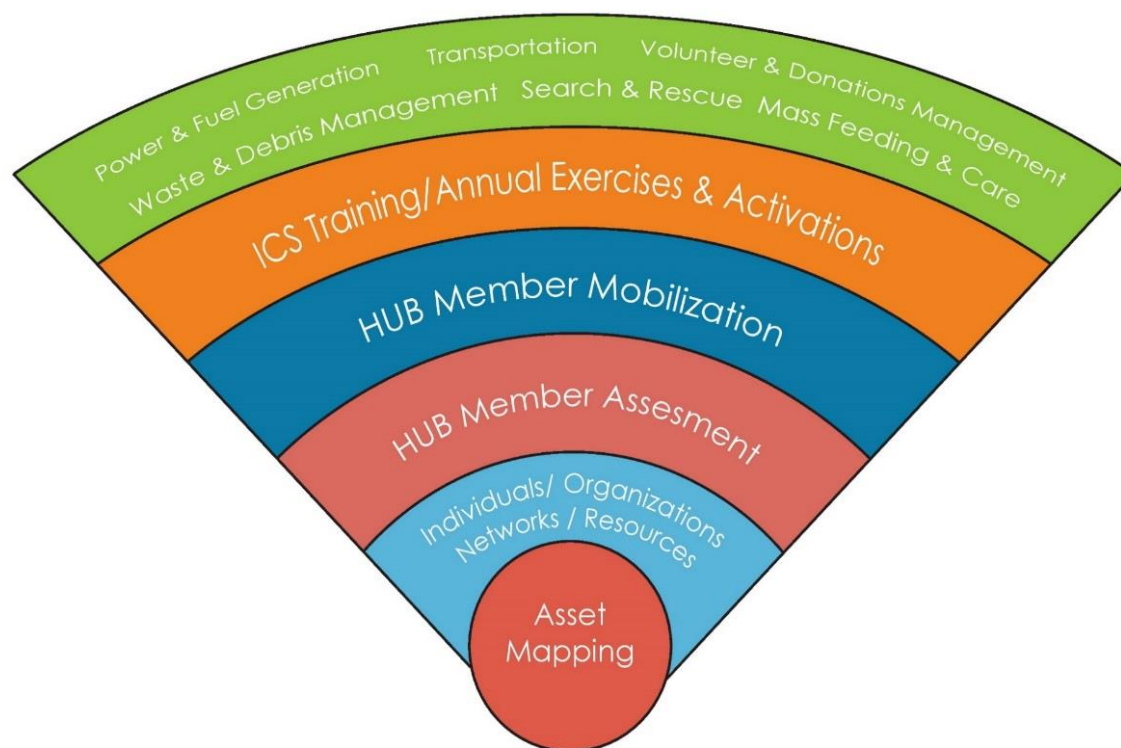 Power & Fuel Generation
Transportation
Volunteer & Donations Management
Waste & Debris Management
Search & Rescue
Mass Feeding & Care
ICS Training/Annual Exercises & Activations
HUB Member Mobilization
HUB Member Assesment
Individuals/ Organizations
Networks / Resources
Asset
Mapping